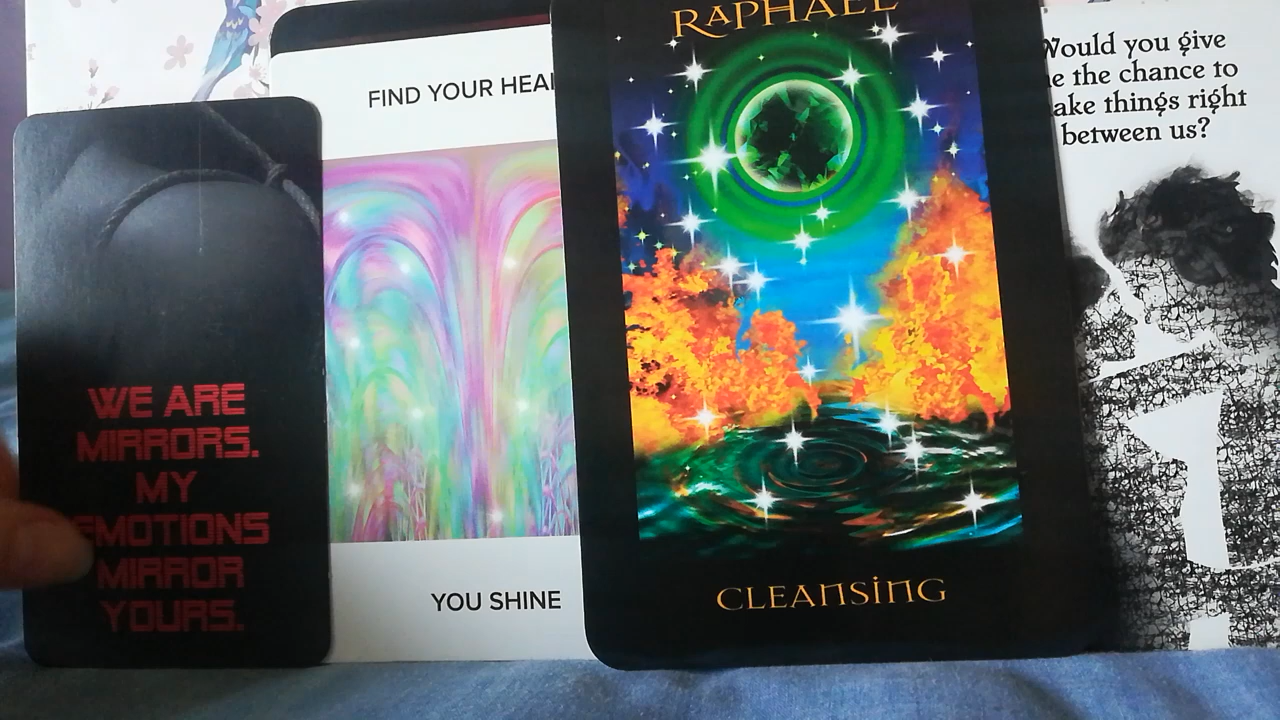 WE ARE
MIRRORS.
MY
EMOTIONS
MIRROR
YOURS.
FIND YOUR HEA
YOU SHINE
RAPHAEL
CLEANSING
Would you give
the chance to
things right
between us?